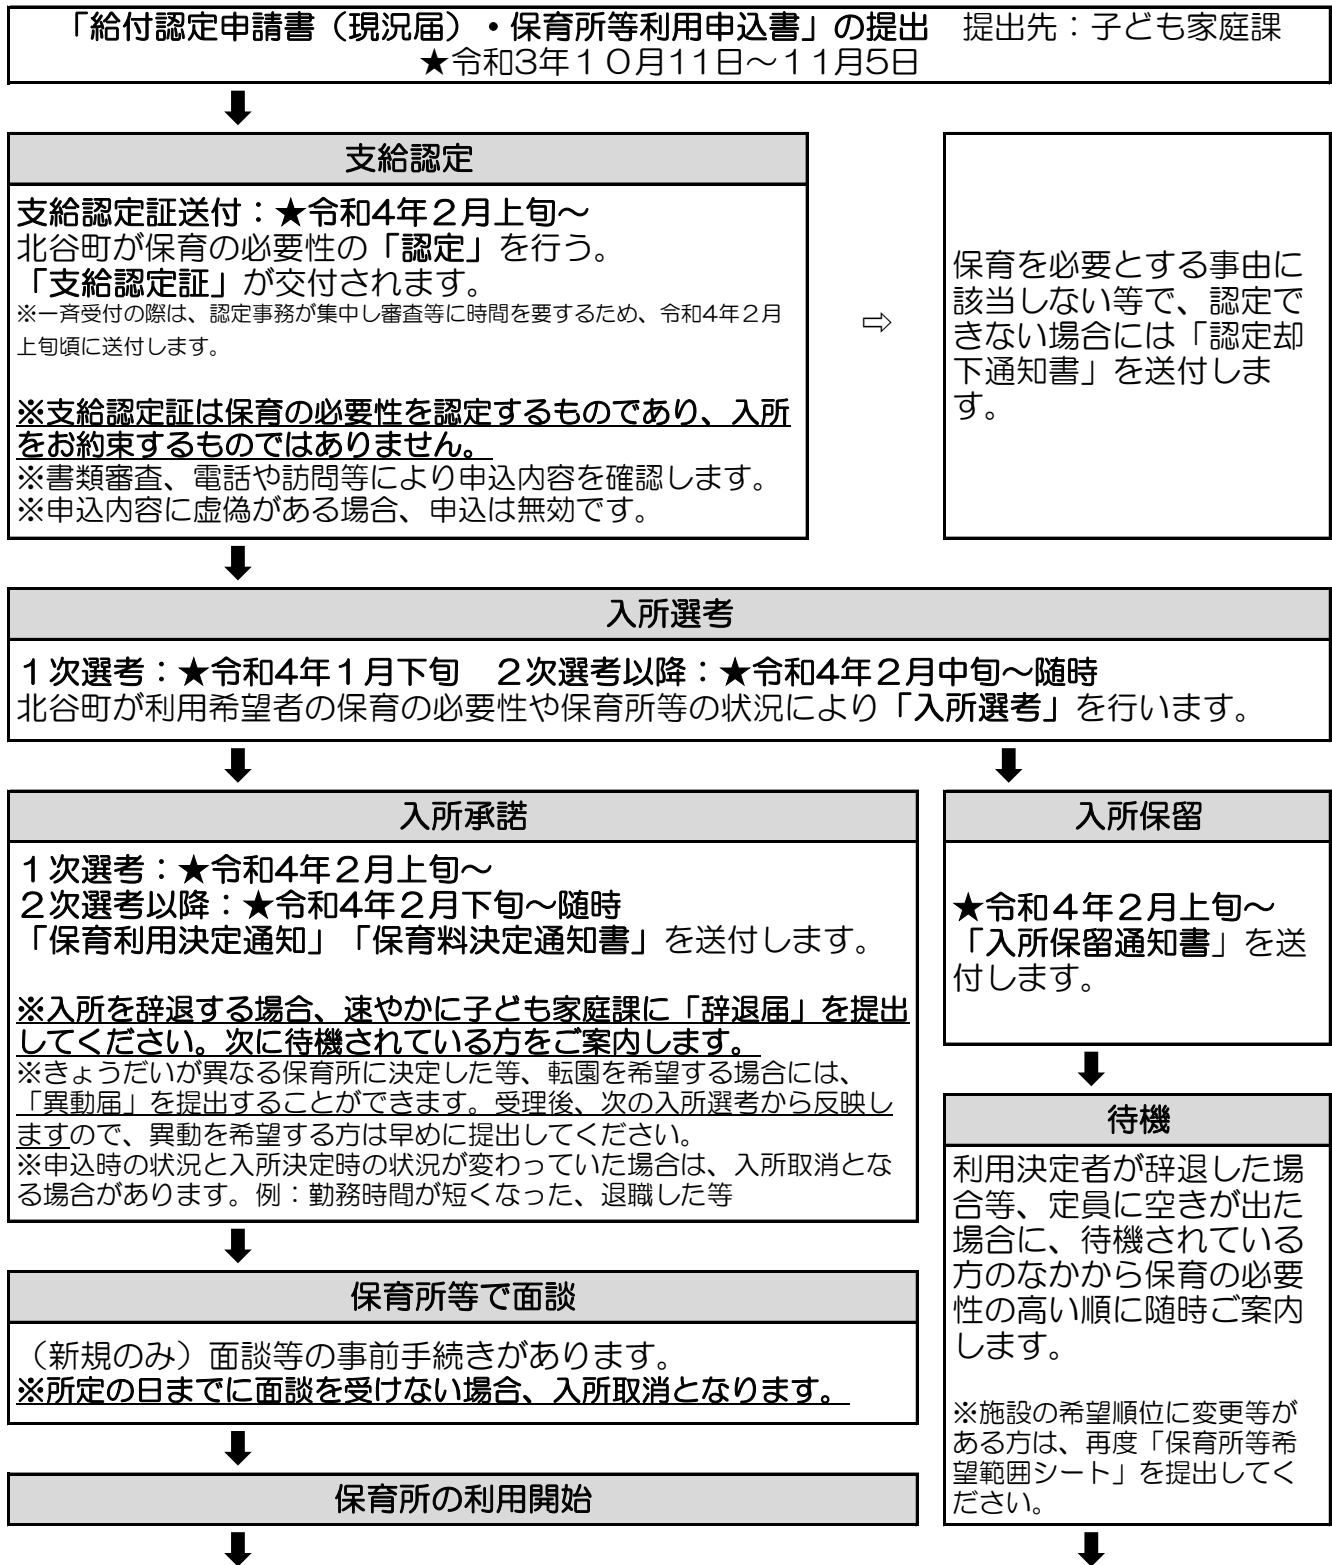 「給付認定申請書（現況届）・保育所等利用申込書」の提出　提出先：子ども家庭課
★令和3年１０月11日～１１月5日
支給認定
支給認定証送付：★令和4年２月上旬～
北谷町が保育の必要性の「認定」を行う。
「支給認定証」が交付されます。
※一斉受付の際は、認定事務が集中し審査等に時間を要するため、令和4年２月
上旬頃に送付します。
※支給認定証は保育の必要性を認定するものであり、入所
をお約束するものではありません。
※書類審査、電話や訪問等により申込内容を確認します。
※申込内容に虚偽がある場合、申込は無効です。
⇨
保育を必要とする事由に
該当しない等で、認定で
きない場合には「認定却
下通知書」を送付しま
す。
入所選考
１次選考：★令和4年１月下旬　２次選考以降：★令和4年２月中旬～随時
北谷町が利用希望者の保育の必要性や保育所等の状況により「入所選考」を行います。
入所承諾
１次選考：★令和4年２月上旬～
２次選考以降：★令和4年２月下旬～随時
「保育利用決定通知」「保育料決定通知書」を送付します。
※入所を辞退する場合、速やかに子ども家庭課に「辞退届」を提出
してください。次に待機されている方をご案内します。
※きょうだいが異なる保育所に決定した等、転園を希望する場合には、
「異動届」を提出することができます。受理後、次の入所選考から反映し
ますので、異動を希望する方は早めに提出してください。
※申込時の状況と入所決定時の状況が変わっていた場合は、入所取消とな
る場合があります。例：勤務時間が短くなった、退職した等
入所保留
★令和４年２月上旬～
「入所保留通知書」を送
付します。
待機
利用決定者が辞退した場
合等、定員に空きが出た
場合に、待機されている
方のなかから保育の必要
性の高い順に随時ご案内
します。
※施設の希望順位に変更等が
ある方は、再度「保育所等希
望範囲シート」を提出してく
ださい。
保育所等で面談
（新規のみ）面談等の事前手続きがあります。
※所定の日までに面談を受けない場合、入所取消となります。
保育所の利用開始